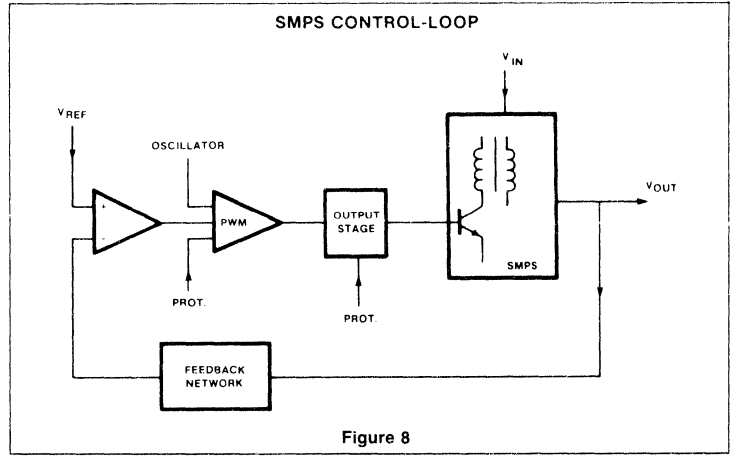 SMPS CONTROL-LOOP
VIN
VREF
OSCILLATOR
+
-
PWM
OUTPUT
STAGE
VOUT
SMPS
PROT.
PROT.
FEEDBACK
NETWORK
Figure 8